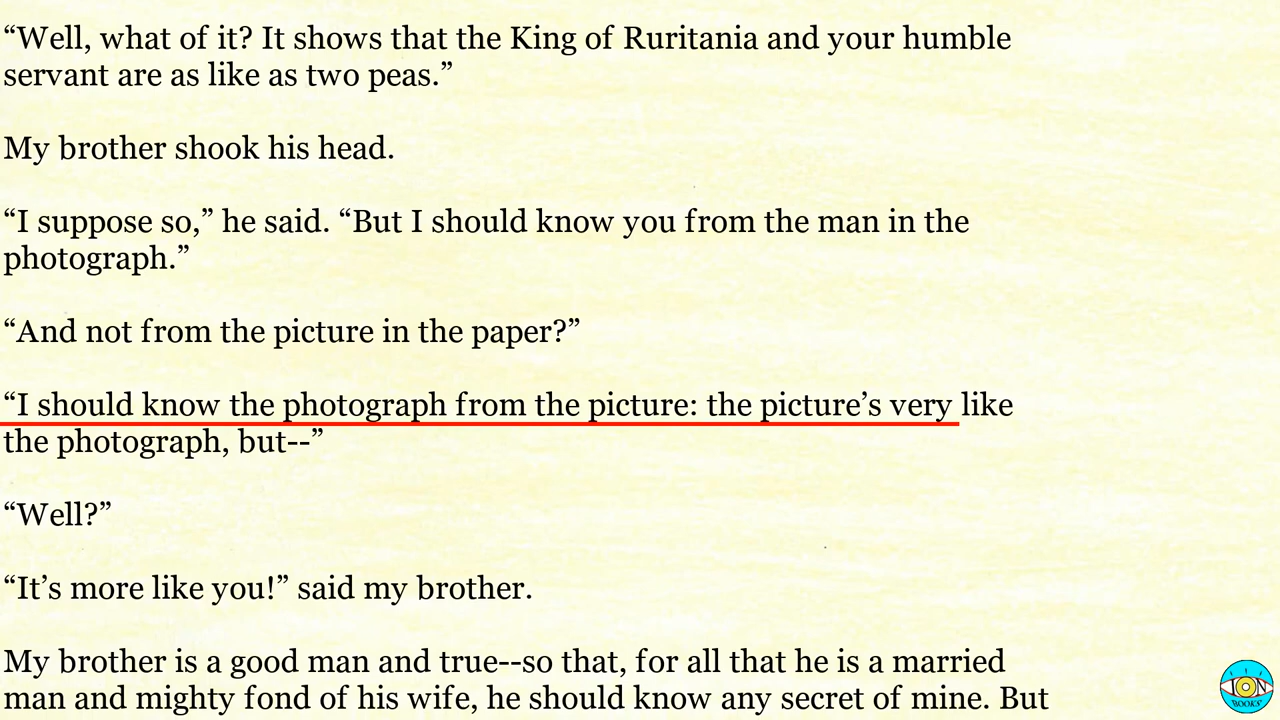 “Well, what of it? It shows that the King of Ruritania and your humble
servant are as like as two peas.”
My brother shook his head.
“I suppose so,” he said. “But I should know you from the man in the
photograph.”
“And not from the picture in the paper?”
“I should know the photograph from the picture: the picture’s very like
the photograph, but--”
“Well?”
“It’s more like you!” said my brother.
My brother is a good man and true--so that, for all that he is a married
man and mighty fond of his wife, he should know any secret of mine. But
ION
BOOKS